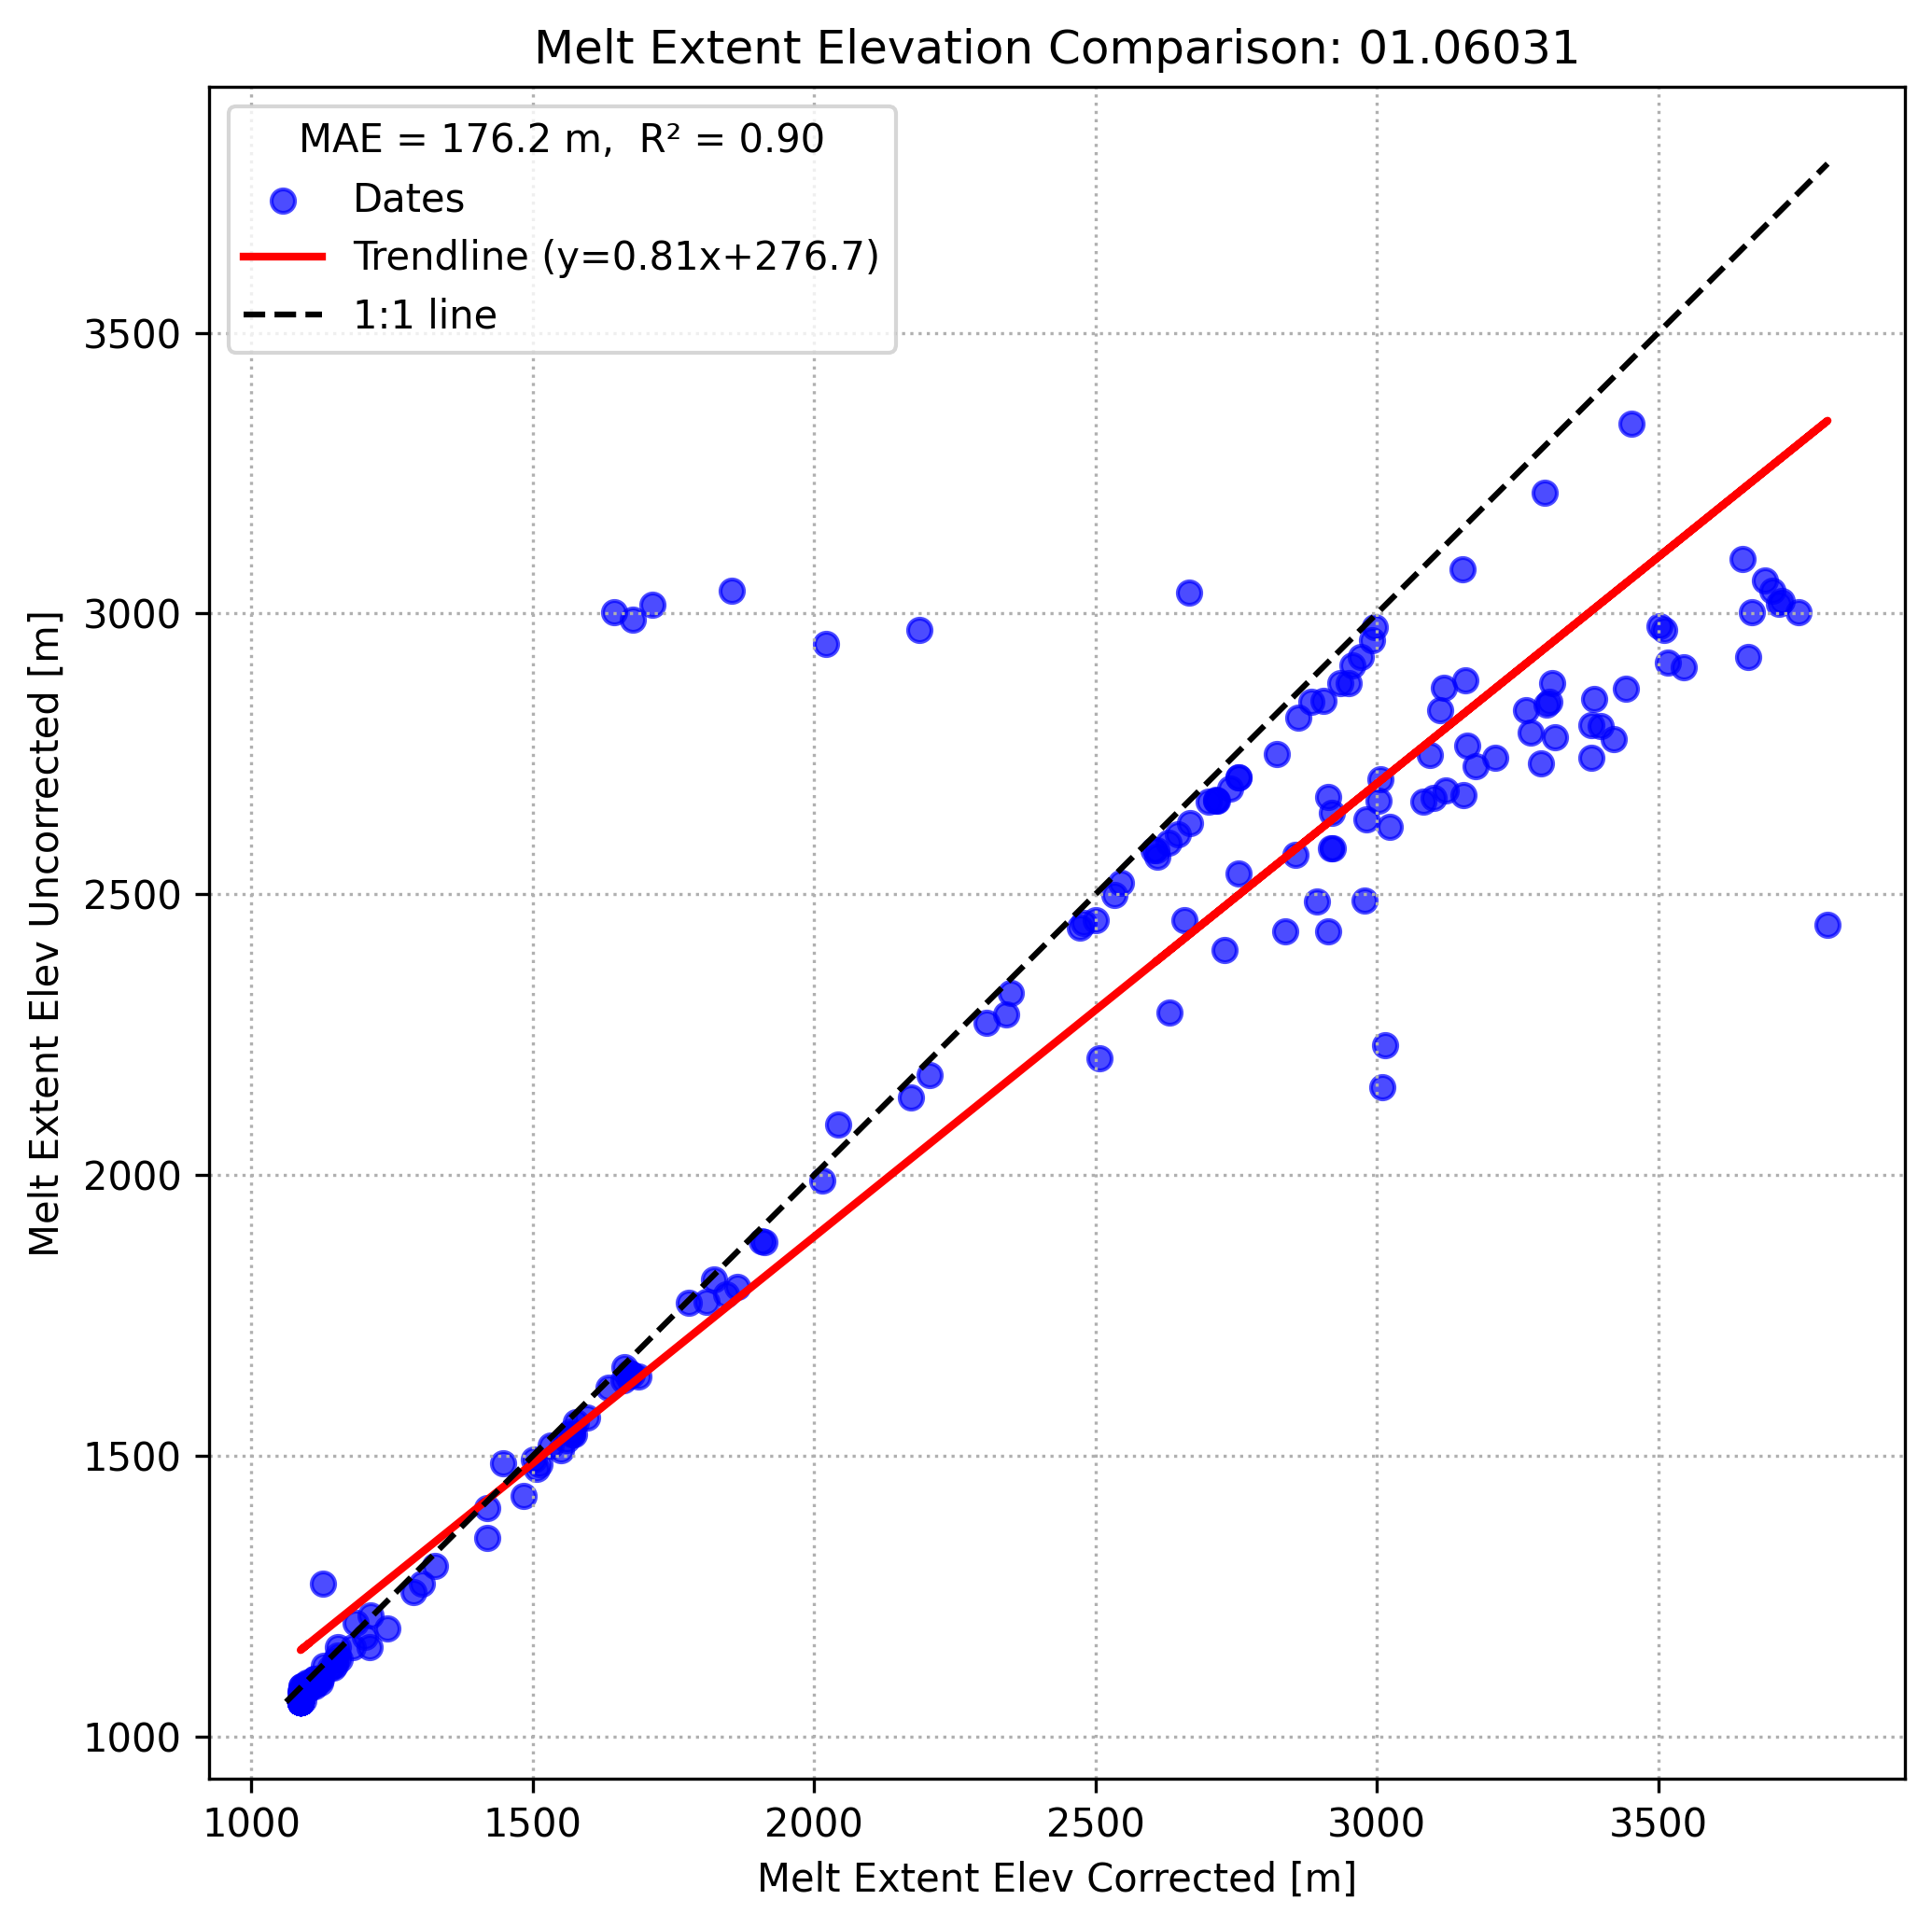 Melt Extent Elevation Comparison: 01.06031
MAE = 176.2 m,  R² = 0.90
Dates
Trendline (y=0.81x+276.7)
1:1 line
Melt Extent Elev Uncorrected [m]
3500
3000
2500
2000
1500
1000
1000 1500 2000 2500 3000 3500
Melt Extent Elev Corrected [m]